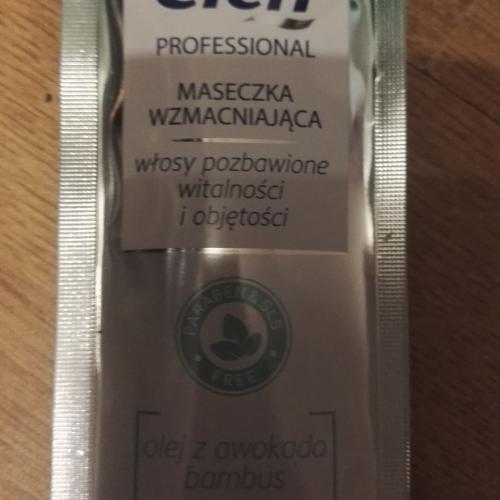 PROFESSIONAL
MASECZKA
WZMACNIAJĄCA
włosy pozbawione
witalności
i objętości
PARABEN & SLS
FREE
olej z awokado
bambus